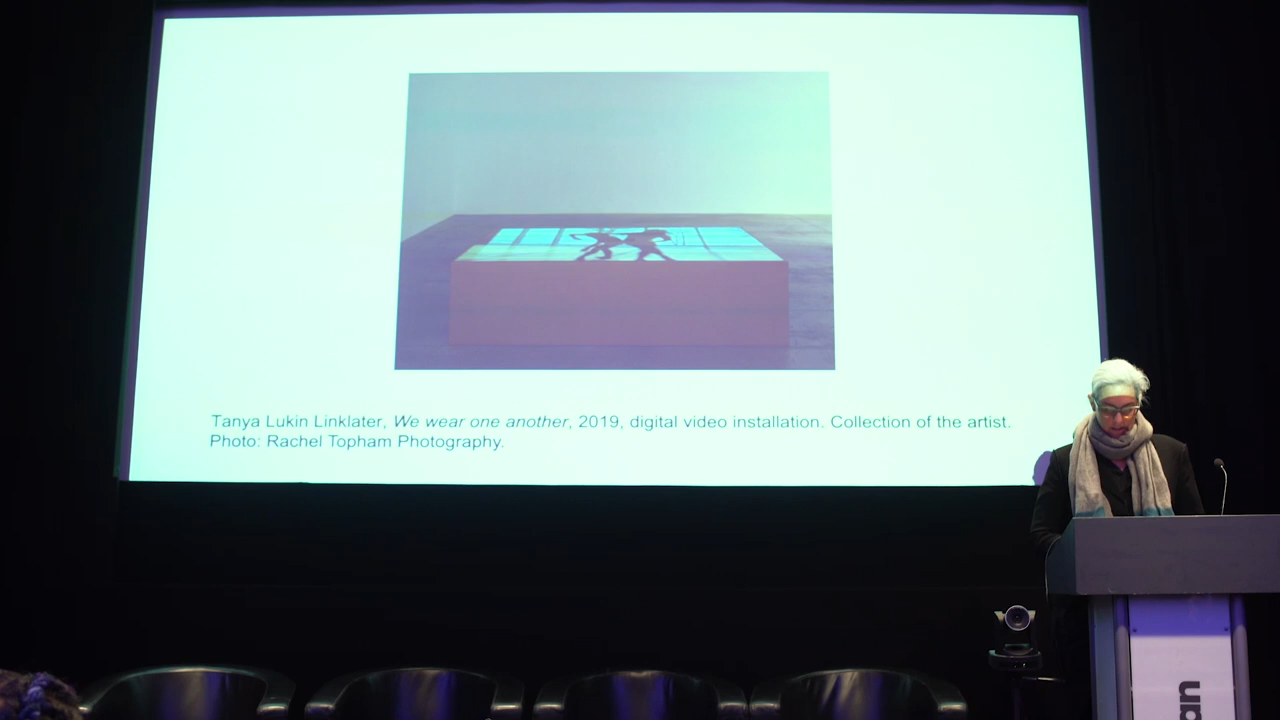 Tanya Lukin Linklater, We wear one another, 2019, digital video installation. Collection of the artist.
Photo: Rachel Topham Photography.
an